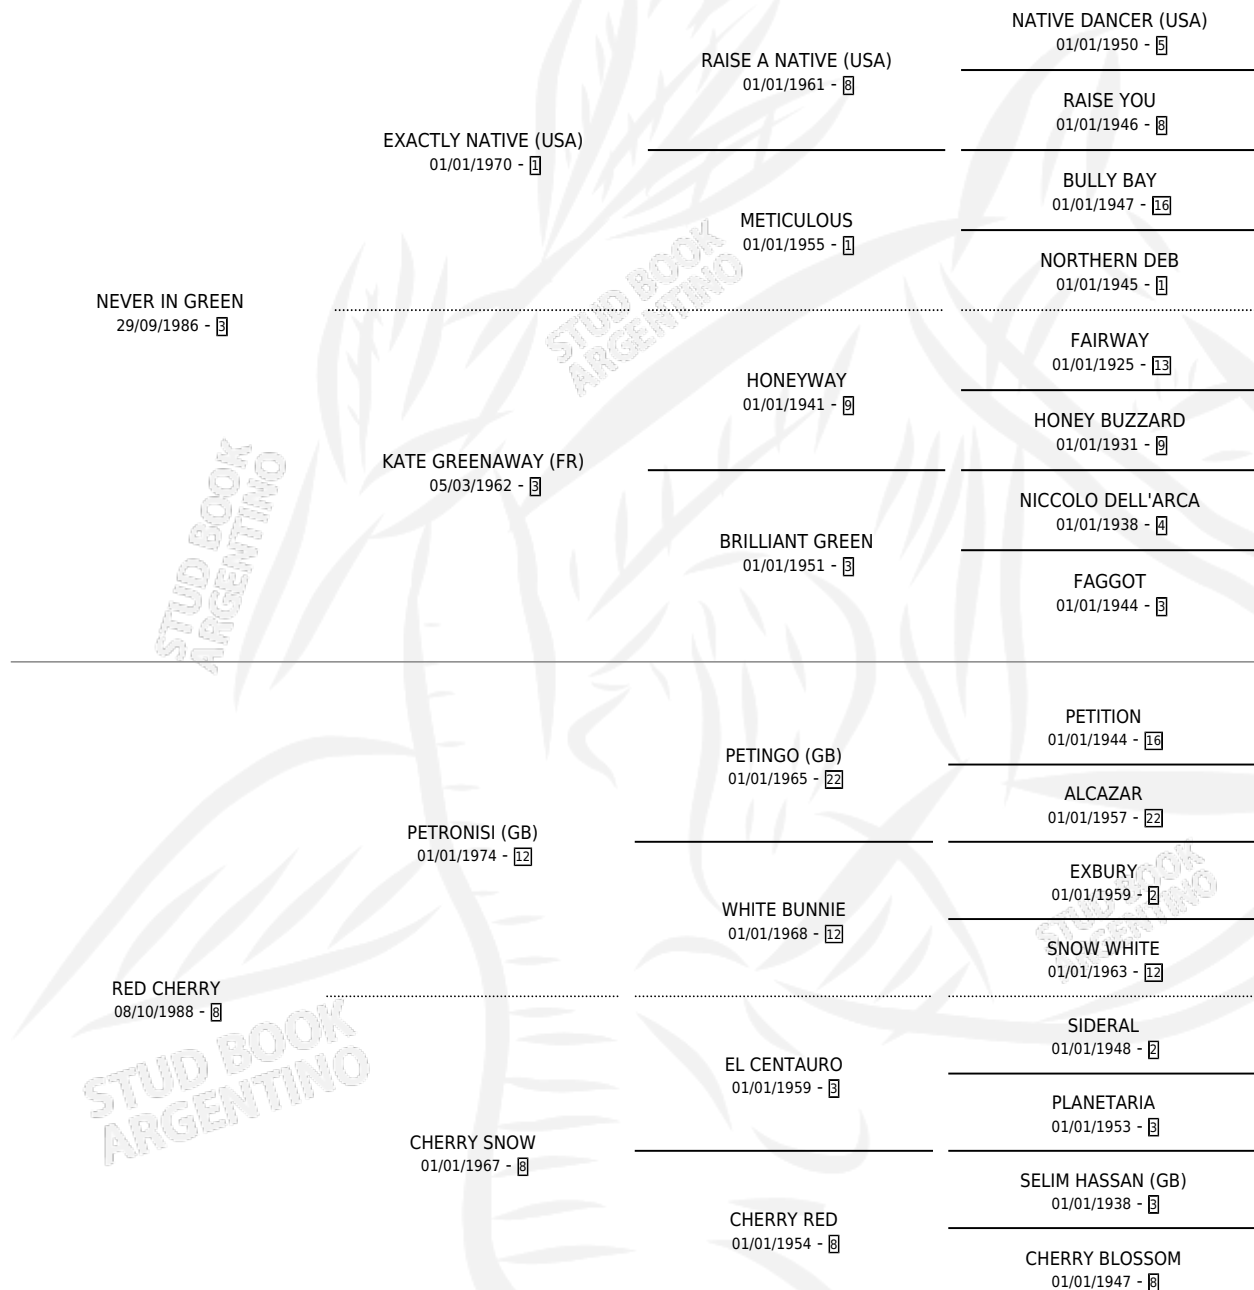 NATIVE DANCER (USA)
01/01/1950 - 5
RAISE A NATIVE (USA)
01/01/1961 - 8
RAISE YOU
01/01/1946 - 8
EXACTLY NATIVE (USA)
01/01/1970 - 1
BULLY BAY
01/01/1947 - 16
METICULOUS
01/01/1955 - 1
NORTHERN DEB
01/01/1945 - 1
NEVER IN GREEN
29/09/1986 - 3
FAIRWAY
01/01/1925 - 13
HONEYWAY
01/01/1941 - 9
HONEY BUZZARD
01/01/1931 - 9
KATE GREENAWAY (FR)
05/03/1962 - 3
NICCOLO DELL'ARCA
01/01/1938 - 4
BRILLIANT GREEN
01/01/1951 - 3
FAGGOT
01/01/1944 - 3
PETITION
01/01/1944 - 16
PETINGO (GB)
01/01/1965 - 22
ALCAZAR
01/01/1957 - 22
PETRONISI (GB)
01/01/1974 - 12
EXBURY
01/01/1959 - 2
WHITE BUNNIE
01/01/1968 - 12
SNOW WHITE
01/01/1963 - 12
RED CHERRY
08/10/1988 - 8
SIDERAL
01/01/1948 - 2
EL CENTAURO
01/01/1959 - 3
PLANETARIA
01/01/1953 - 3
CHERRY SNOW
01/01/1967 - 8
SELIM HASSAN (GB)
01/01/1938 - 3
CHERRY RED
01/01/1954 - 8
CHERRY BLOSSOM
01/01/1947 - 8
STUD BOOK
ARGENTINO
STUD BOOK
ARGENTINO
STUD BOOK
ARGENTINO
STUD BOOK
ARGENTINO